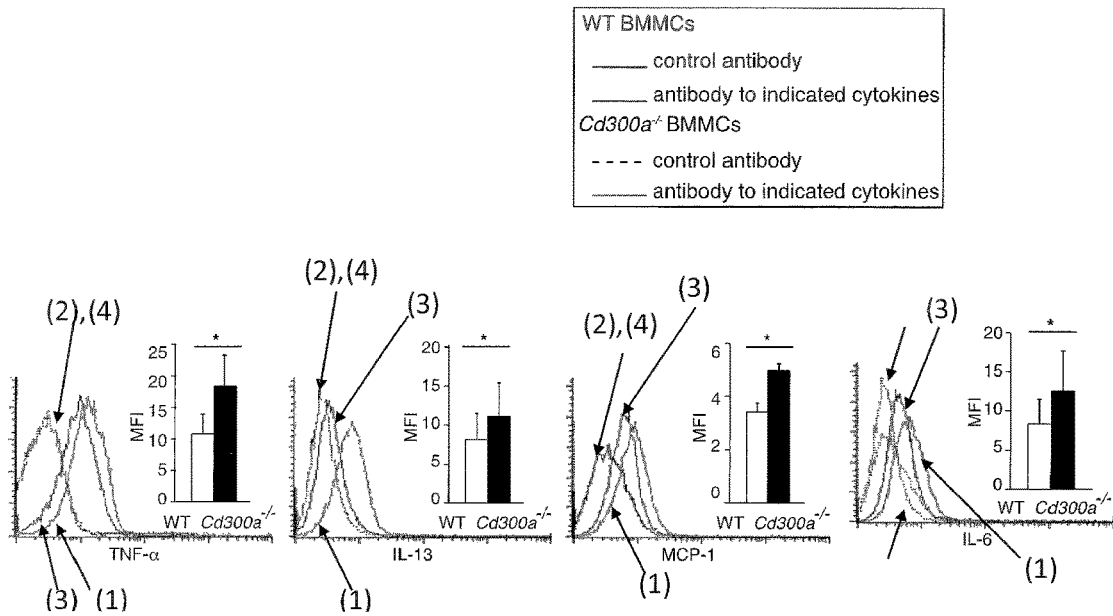 WT BMMCs
control antibody
antibody to indicated cytokines
Cd300a-/- BMMCs
control antibody
antibody to indicated cytokines
(2),(4)
*
25
20
15
10
5
0
MFI
WT Cd300a-/-
TNF-α
(3) (1)
(2),(4)
(3)
*
20
15
10
5
0
MFI
WT Cd300a-/-
IL-13
(1)
(3)
(2),(4)
*
6
4
2
0
MFI
WT Cd300a-/-
MCP-1
(1)
(3)
*
20
15
10
5
0
MFI
WT Cd300a-/-
IL-6
(1)